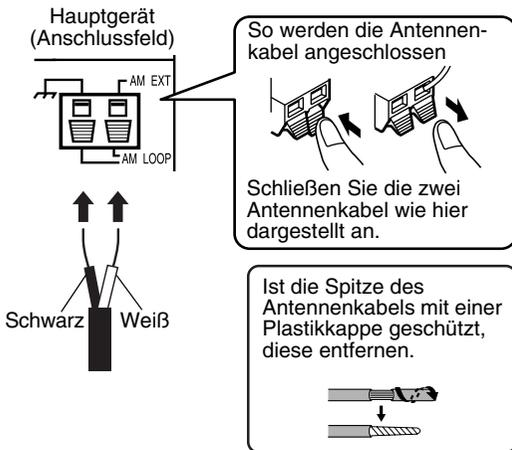 Hauptgerät
(Anschlussfeld)
AM EXT
AM LOOP
Schwarz
Weiß
So werden die Antennen-
kabel angeschlossen
Schließen Sie die zwei
Antennenkabel wie hier
dargestellt an.
Ist die Spitze des
Antennenkabels mit einer
Plastikkappe geschützt,
diese entfernen.